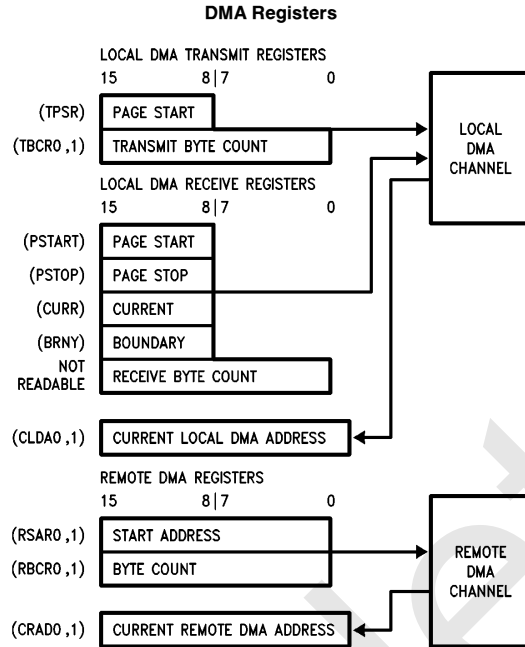 DMA Registers
LOCAL DMA TRANSMIT REGISTERS
15 8|7 0
(TPSR) PAGE START
(TBCR0,1) TRANSMIT BYTE COUNT
LOCAL DMA CHANNEL
LOCAL DMA RECEIVE REGISTERS
15 8|7 0
(PSTART) PAGE START
(PSTOP) PAGE STOP
(CURR) CURRENT
(BRNY) BOUNDARY
NOT READABLE RECEIVE BYTE COUNT
(CLDA0,1) CURRENT LOCAL DMA ADDRESS
REMOTE DMA REGISTERS
15 8|7 0
(RSAR0,1) START ADDRESS
(RBCR0,1) BYTE COUNT
REMOTE DMA CHANNEL
(CRAD0,1) CURRENT REMOTE DMA ADDRESS